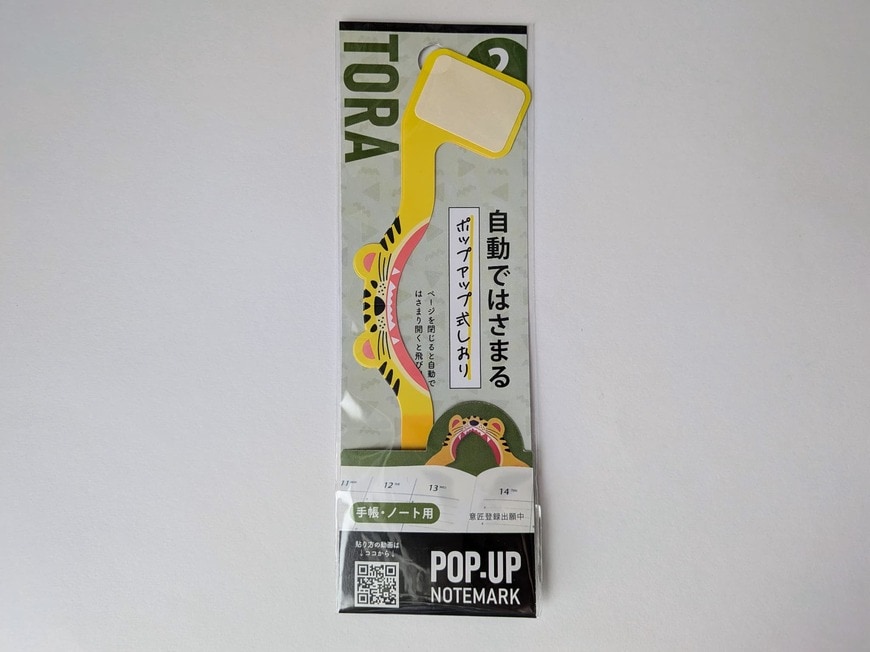 TORA
2
自動ではさまる
ポップアップ式しおり
ページを閉じると自動で
はさまり開くと飛び
11
12
13
14
手帳・ノート用
意匠登録出願中
貼り方の動画は
↓ココから↓
POP-UP
NOTEMARK